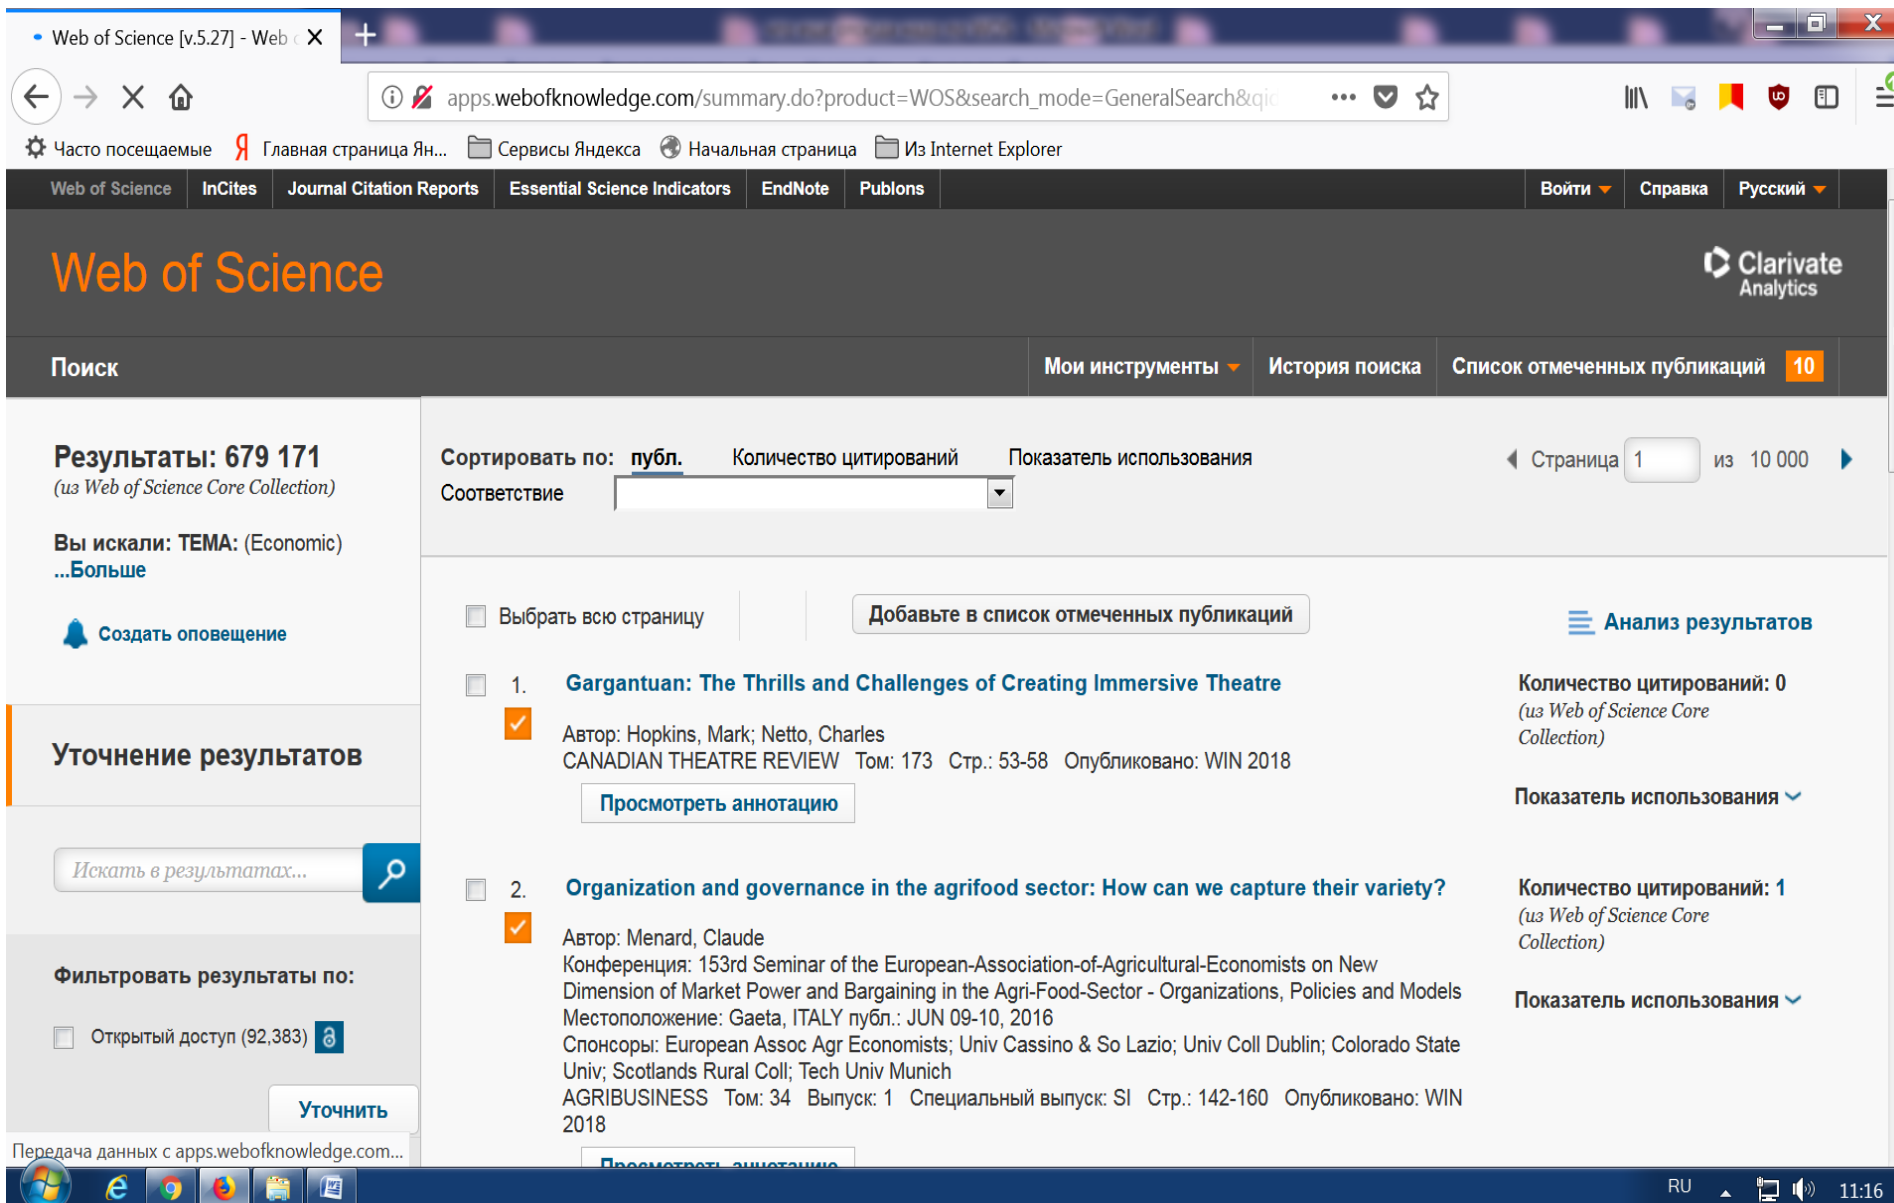 Web of Science [v.5.27] - Web
apps.webofknowledge.com/summary.do?product=WOS&search_mode=GeneralSearch&qi
Часто посещаемые Главная страница Ян... Сервисы Яндекса Начальная страница Из Internet Explorer
Web of Science InCites Journal Citation Reports Essential Science Indicators EndNote Publons Войти Справка Русский
Web of Science
Clarivate
Analytics
Поиск Мои инструменты История поиска Список отмеченных публикаций 10
Результаты: 679 171
(из Web of Science Core Collection)
Вы искали: ТЕМА: (Economic)
...Больше
Создать оповещение
Уточнение результатов
Искать в результатах...
Фильтровать результаты по:
Открытый доступ (92,383)
Уточнить
Сортировать по: публ. Количество цитирований Показатель использования
Соответствие
Страница 1 из 10 000
Выбрать всю страницу Добавьте в список отмеченных публикаций
Анализ результатов
1. Gargantuan: The Thrills and Challenges of Creating Immersive Theatre
Автор: Hopkins, Mark; Netto, Charles
CANADIAN THEATRE REVIEW Том: 173 Стр.: 53-58 Опубликовано: WIN 2018
Просмотреть аннотацию
Количество цитирований: 0
(из Web of Science Core
Collection)
Показатель использования
2. Organization and governance in the agrifood sector: How can we capture their variety?
Автор: Menard, Claude
Конференция: 153rd Seminar of the European-Association-of-Agricultural-Economists on New
Dimension of Market Power and Bargaining in the Agri-Food-Sector - Organizations, Policies and Models
Местоположение: Gaeta, ITALY публ.: JUN 09-10, 2016
Спонсоры: European Assoc Agr Economists; Univ Cassino & So Lazio; Univ Coll Dublin; Colorado State
Univ; Scotlands Rural Coll; Tech Univ Munich
AGRIBUSINESS Том: 34 Выпуск: 1 Специальный выпуск: SI Стр.: 142-160 Опубликовано: WIN
2018
Просмотреть аннотацию
Количество цитирований: 1
(из Web of Science Core
Collection)
Показатель использования
Передача данных с apps.webofknowledge.com...
RU 11:16